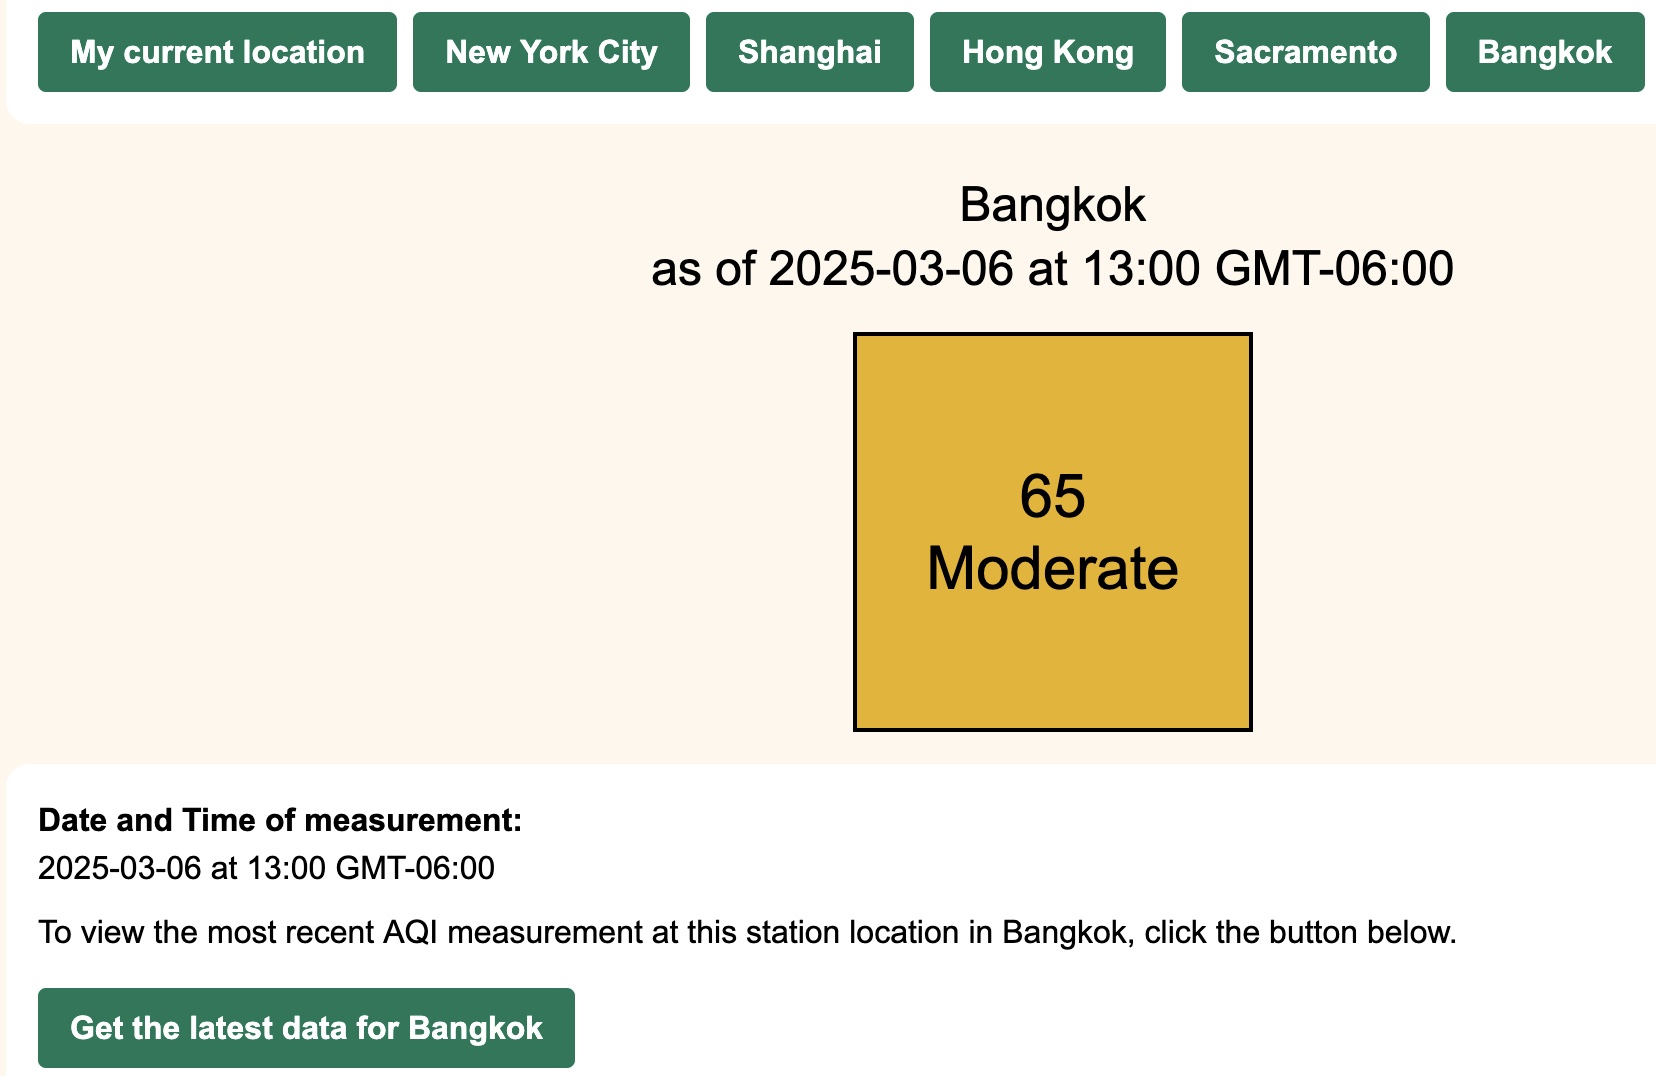 My current location New York City Shanghai Hong Kong Sacramento Bangkok
Bangkok
as of 2025-03-06 at 13:00 GMT-06:00
65
Moderate
Date and Time of measurement:
2025-03-06 at 13:00 GMT-06:00
To view the most recent AQI measurement at this station location in Bangkok, click the button below.
Get the latest data for Bangkok